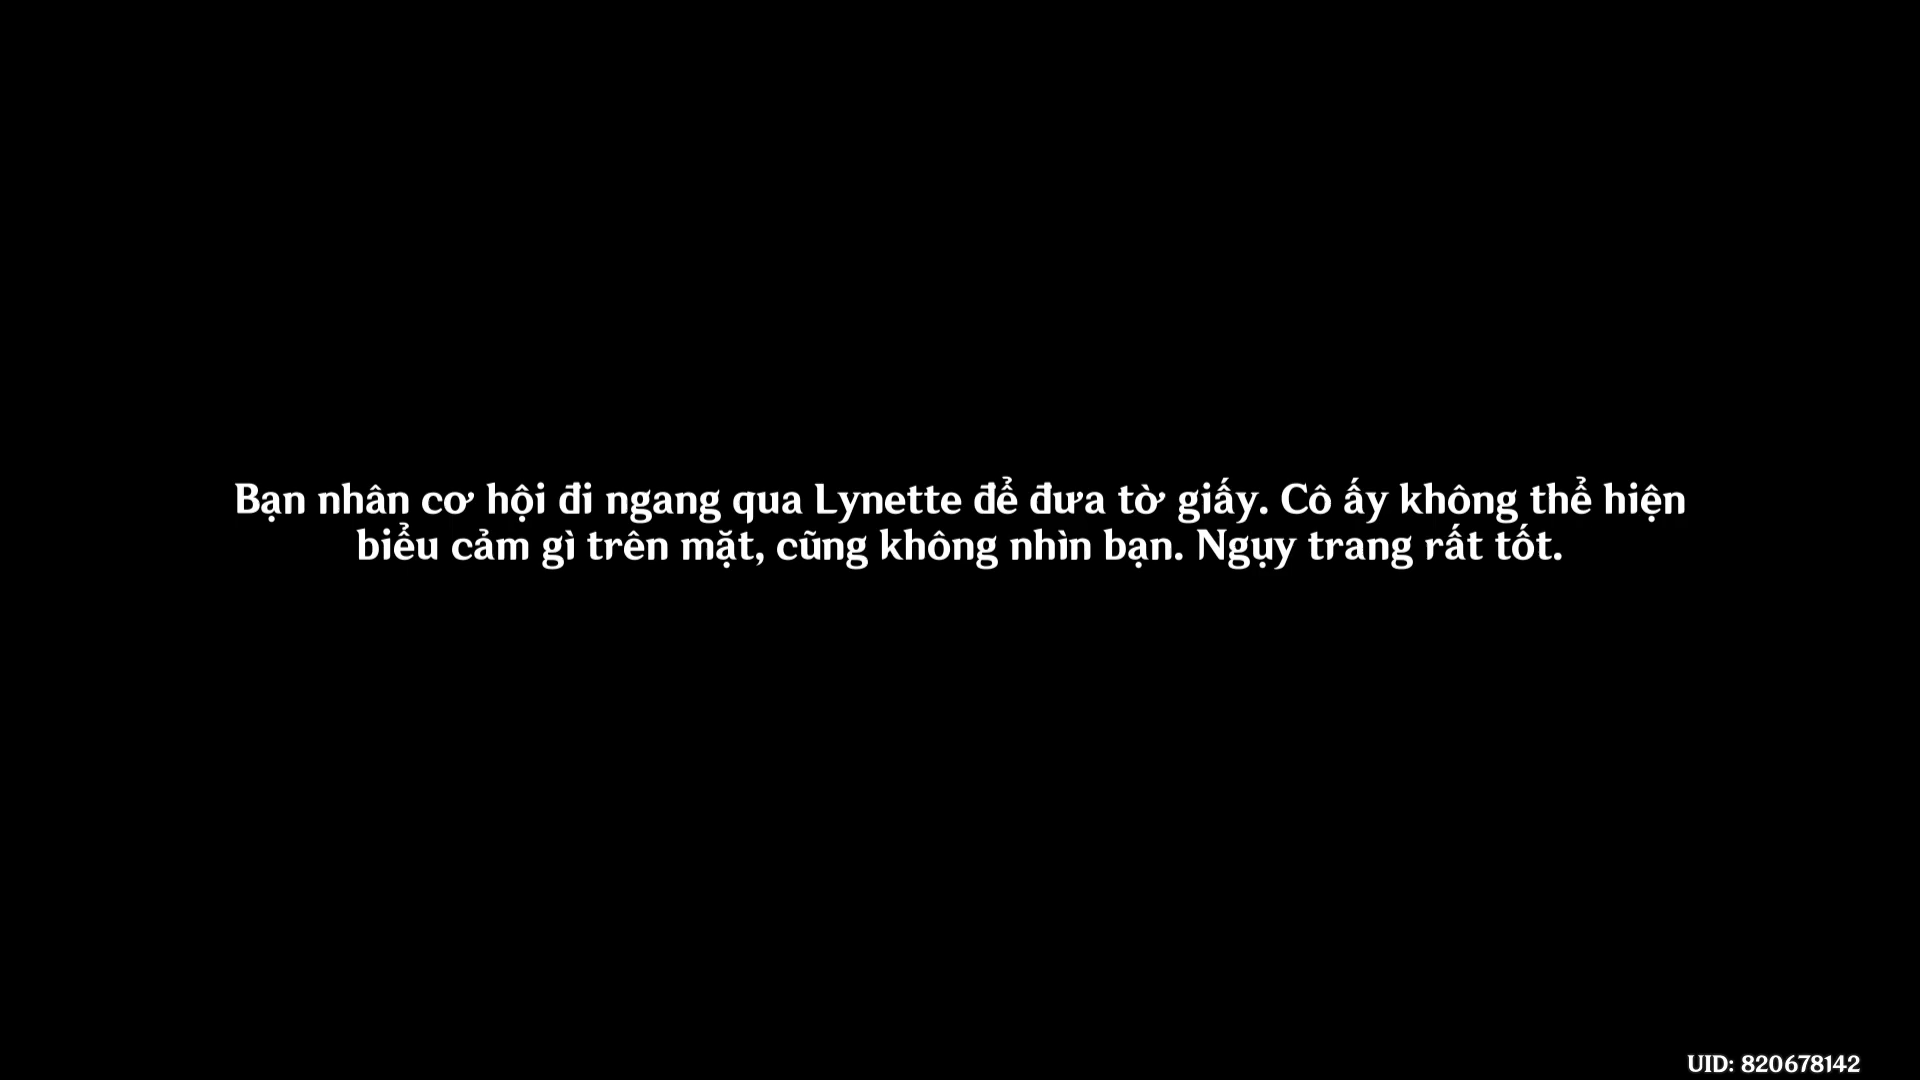 Bạn nhân cơ hội đi ngang qua Lynette để đưa tờ giấy. Cô ấy không thể hiện
biểu cảm gì trên mặt, cũng không nhìn bạn. Ngụy trang rất tốt.
UID: 820678142